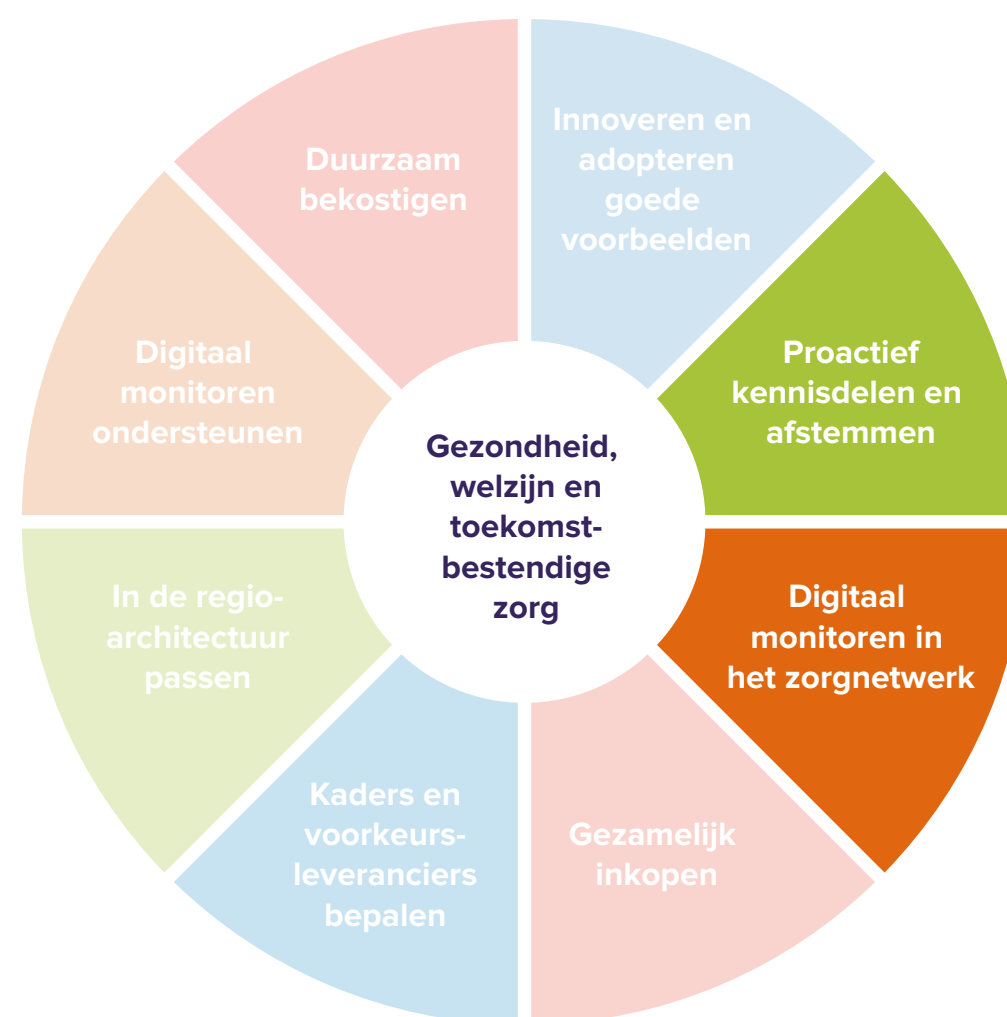 Duurzaam
bekostigen
Innoveren en
adopteren
goede
voorbeelden
Proactief
kennisdelen en
afstemmen
Digitaal
monitoren in
het zorgnetwerk
Gezamelijk
inkopen
Kaders en
voorkeurs-
leveranciers
bepalen
In de regio-
architectuur
passen
Digitaal
monitoren
ondersteunen
Gezondheid,
welzijn en
toekomst-
bestendige
zorg